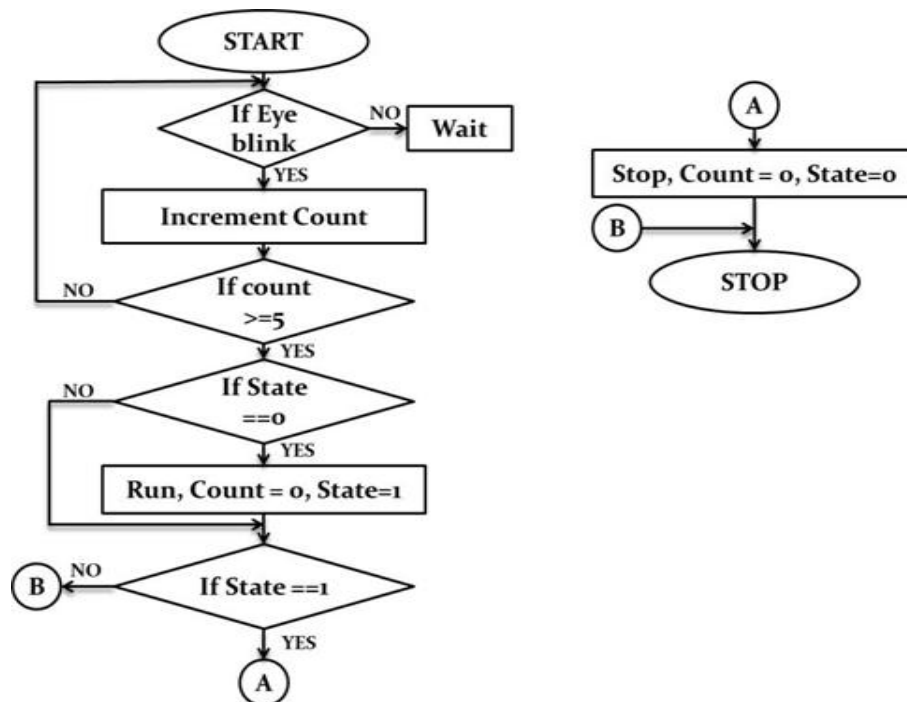 START
If Eye
blink
NO
Wait
YES
Increment Count
If count
>=5
NO
YES
If State
==0
NO
YES
Run, Count = 0, State=1
If State ==1
NO
B
YES
A
A
Stop, Count = 0, State=0
B
STOP